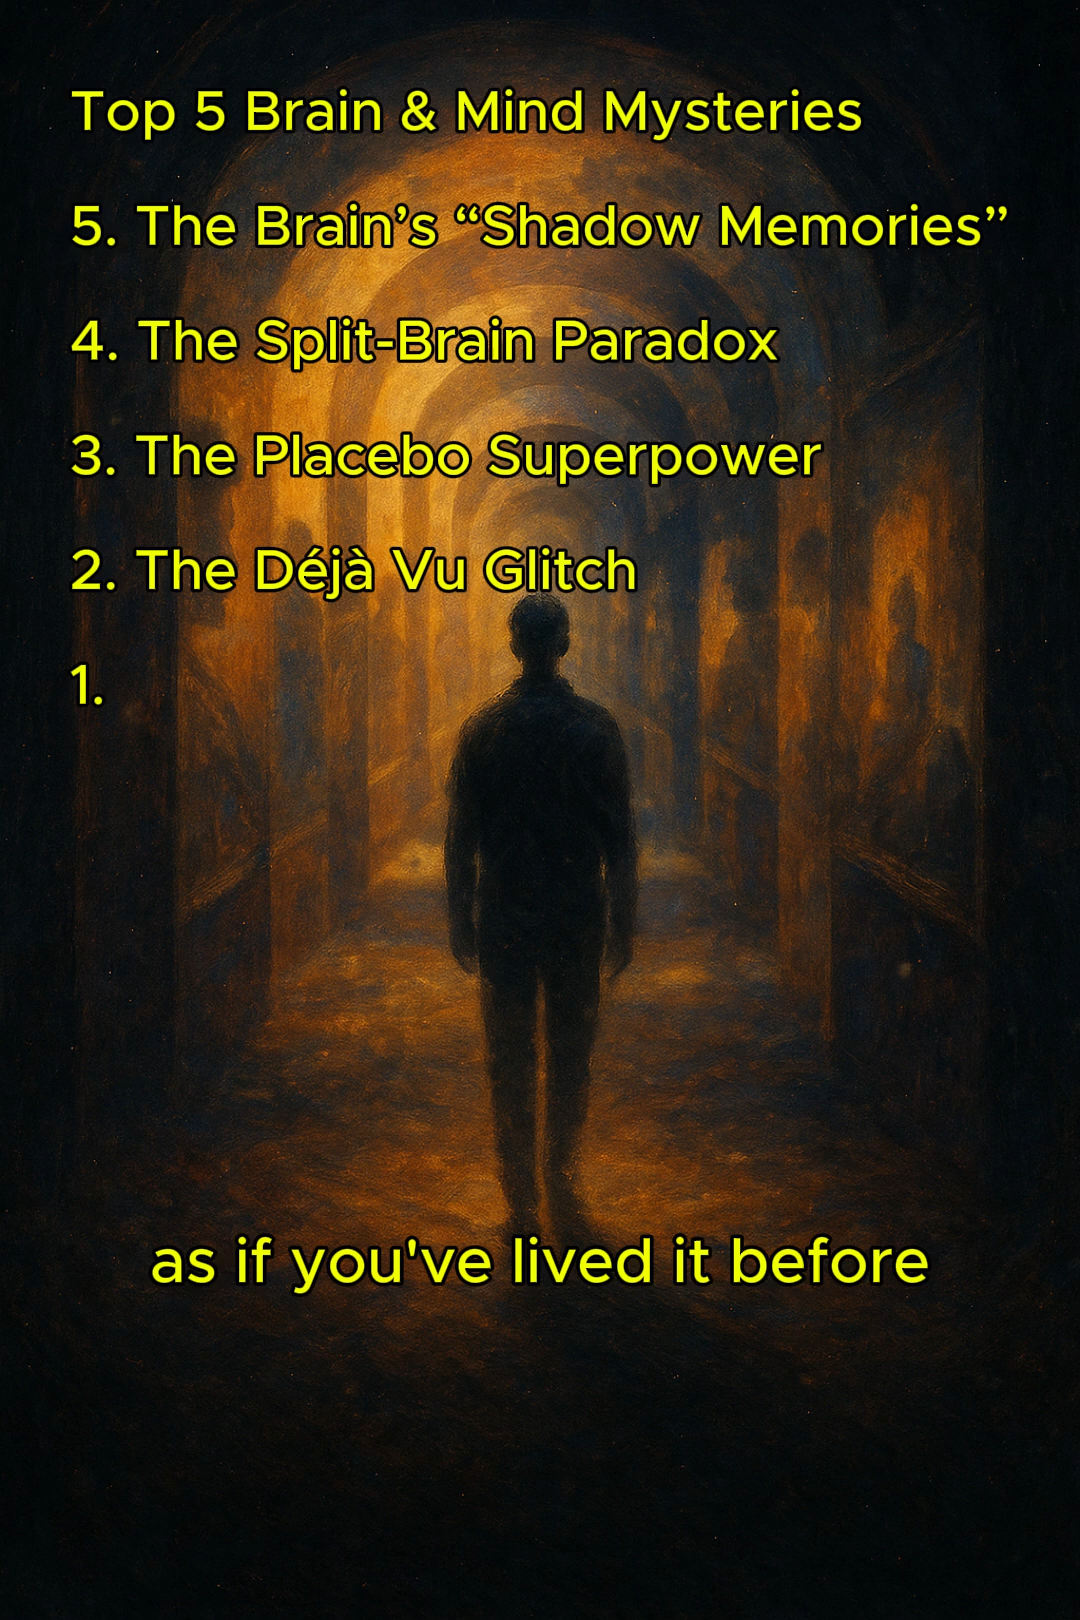 Top 5 Brain & Mind Mysteries
5. The Brain’s “Shadow Memories”
4. The Split-Brain Paradox
3. The Placebo Superpower
2. The Déjà Vu Glitch
1.
as if you've lived it before